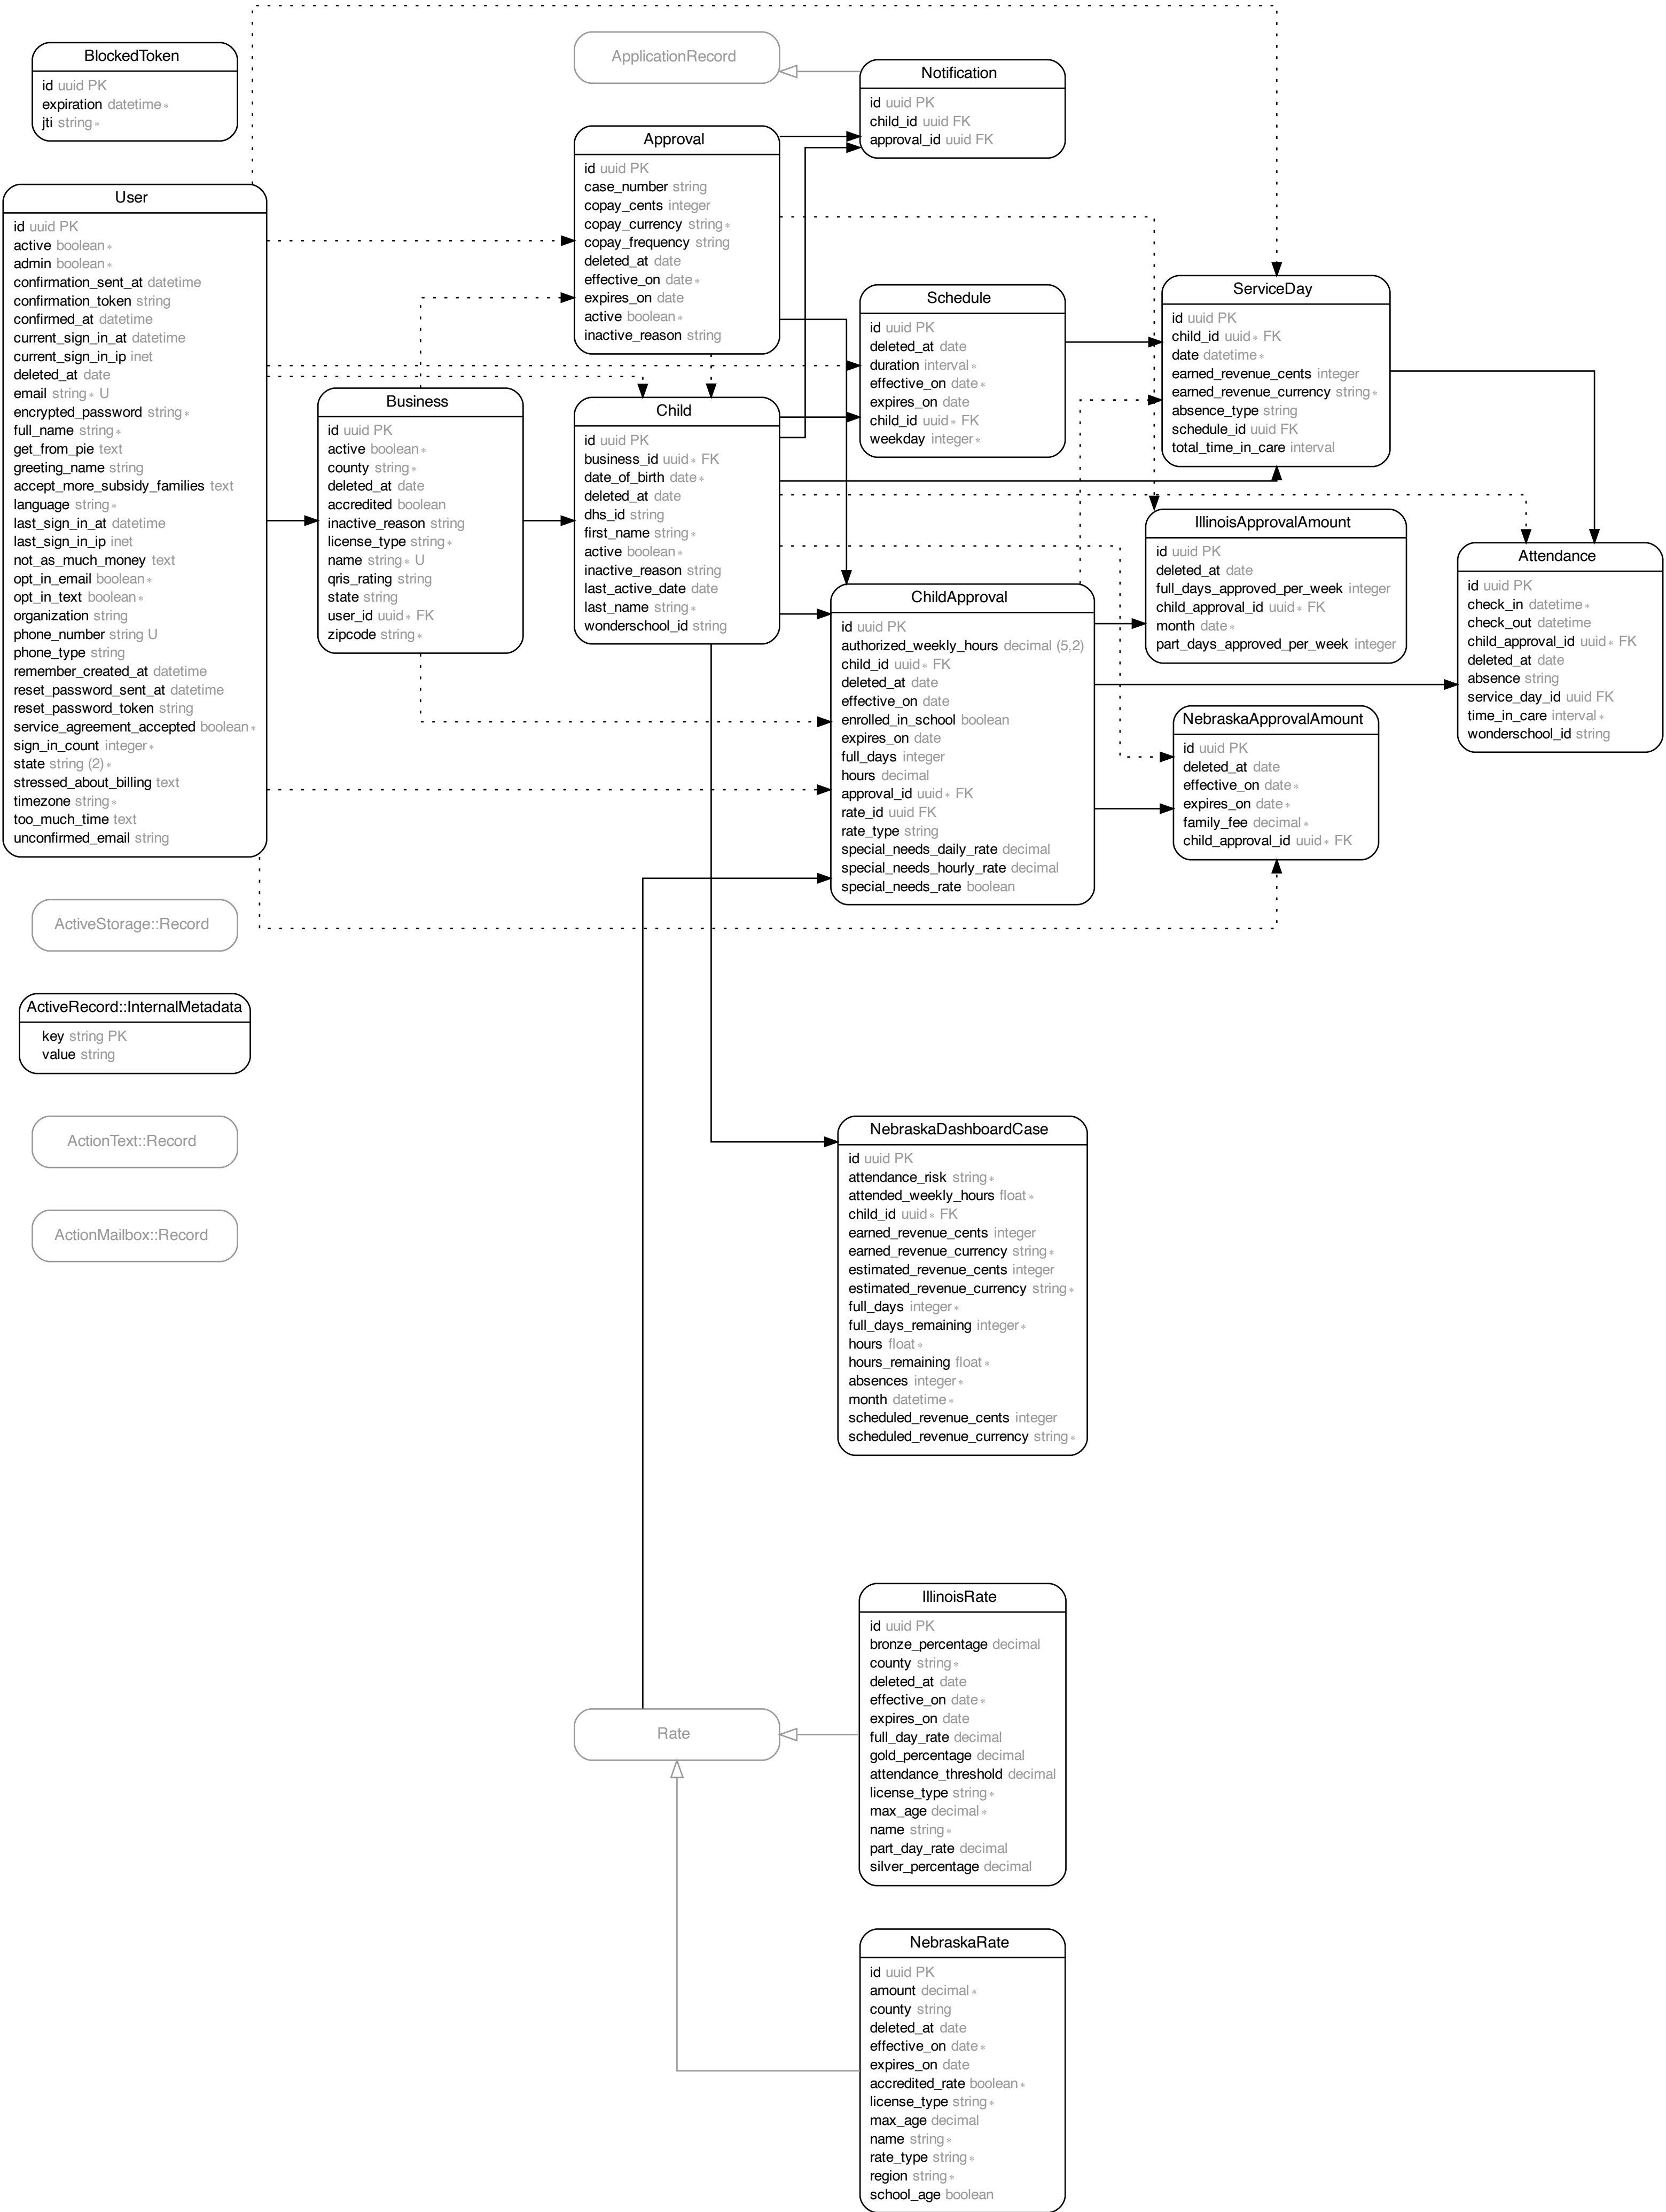 BlockedToken
id uuid PK
expiration datetime ∗
jti string ∗
User
id uuid PK
active boolean ∗
admin boolean ∗
confirmation_sent_at datetime
confirmation_token string
confirmed_at datetime
current_sign_in_at datetime
current_sign_in_ip inet
deleted_at date
email string ∗ U
encrypted_password string ∗
full_name string ∗
get_from_pie text
greeting_name string
accept_more_subsidy_families text
language string ∗
last_sign_in_at datetime
last_sign_in_ip inet
not_as_much_money text
opt_in_email boolean ∗
opt_in_text boolean ∗
organization string
phone_number string U
phone_type string
remember_created_at datetime
reset_password_sent_at datetime
reset_password_token string
service_agreement_accepted boolean ∗
sign_in_count integer ∗
state string (2) ∗
stressed_about_billing text
timezone string ∗
too_much_time text
unconfirmed_email string
ActiveStorage::Record
ActiveRecord::InternalMetadata
key string PK
value string
ActionText::Record
ActionMailbox::Record
Business
id uuid PK
active boolean ∗
county string ∗
deleted_at date
accredited boolean
inactive_reason string
license_type string ∗
name string ∗ U
qris_rating string
state string
user_id uuid ∗ FK
zipcode string ∗
ApplicationRecord
Approval
id uuid PK
case_number string
copay_cents integer
copay_currency string ∗
copay_frequency string
deleted_at date
effective_on date ∗
expires_on date
active boolean ∗
inactive_reason string
Child
id uuid PK
business_id uuid ∗ FK
date_of_birth date ∗
deleted_at date
dhs_id string
first_name string ∗
active boolean ∗
inactive_reason string
last_active_date date
last_name string ∗
wonderschool_id string
Rate
Notification
id uuid PK
child_id uuid FK
approval_id uuid FK
Schedule
id uuid PK
deleted_at date
duration interval ∗
effective_on date ∗
expires_on date
child_id uuid ∗ FK
weekday integer ∗
ChildApproval
id uuid PK
authorized_weekly_hours decimal (5,2)
child_id uuid ∗ FK
deleted_at date
effective_on date
enrolled_in_school boolean
expires_on date
full_days integer
hours decimal
approval_id uuid ∗ FK
rate_id uuid FK
rate_type string
special_needs_daily_rate decimal
special_needs_hourly_rate decimal
special_needs_rate boolean
NebraskaDashboardCase
id uuid PK
attendance_risk string ∗
attended_weekly_hours float ∗
child_id uuid ∗ FK
earned_revenue_cents integer
earned_revenue_currency string ∗
estimated_revenue_cents integer
estimated_revenue_currency string ∗
full_days integer ∗
full_days_remaining integer ∗
hours float ∗
hours_remaining float ∗
absences integer ∗
month datetime ∗
scheduled_revenue_cents integer
scheduled_revenue_currency string ∗
IllinoisRate
id uuid PK
bronze_percentage decimal
county string ∗
deleted_at date
effective_on date ∗
expires_on date
full_day_rate decimal
gold_percentage decimal
attendance_threshold decimal
license_type string ∗
max_age decimal ∗
name string ∗
part_day_rate decimal
silver_percentage decimal
NebraskaRate
id uuid PK
amount decimal ∗
county string
deleted_at date
effective_on date ∗
expires_on date
accredited_rate boolean ∗
license_type string ∗
max_age decimal
name string ∗
rate_type string ∗
region string ∗
school_age boolean
ServiceDay
id uuid PK
child_id uuid ∗ FK
date datetime ∗
earned_revenue_cents integer
earned_revenue_currency string ∗
absence_type string
schedule_id uuid FK
total_time_in_care interval
IllinoisApprovalAmount
id uuid PK
deleted_at date
full_days_approved_per_week integer
child_approval_id uuid ∗ FK
month date ∗
part_days_approved_per_week integer
NebraskaApprovalAmount
id uuid PK
deleted_at date
effective_on date ∗
expires_on date ∗
family_fee decimal ∗
child_approval_id uuid ∗ FK
Attendance
id uuid PK
check_in datetime ∗
check_out datetime
child_approval_id uuid ∗ FK
deleted_at date
absence string
service_day_id uuid FK
time_in_care interval ∗
wonderschool_id string